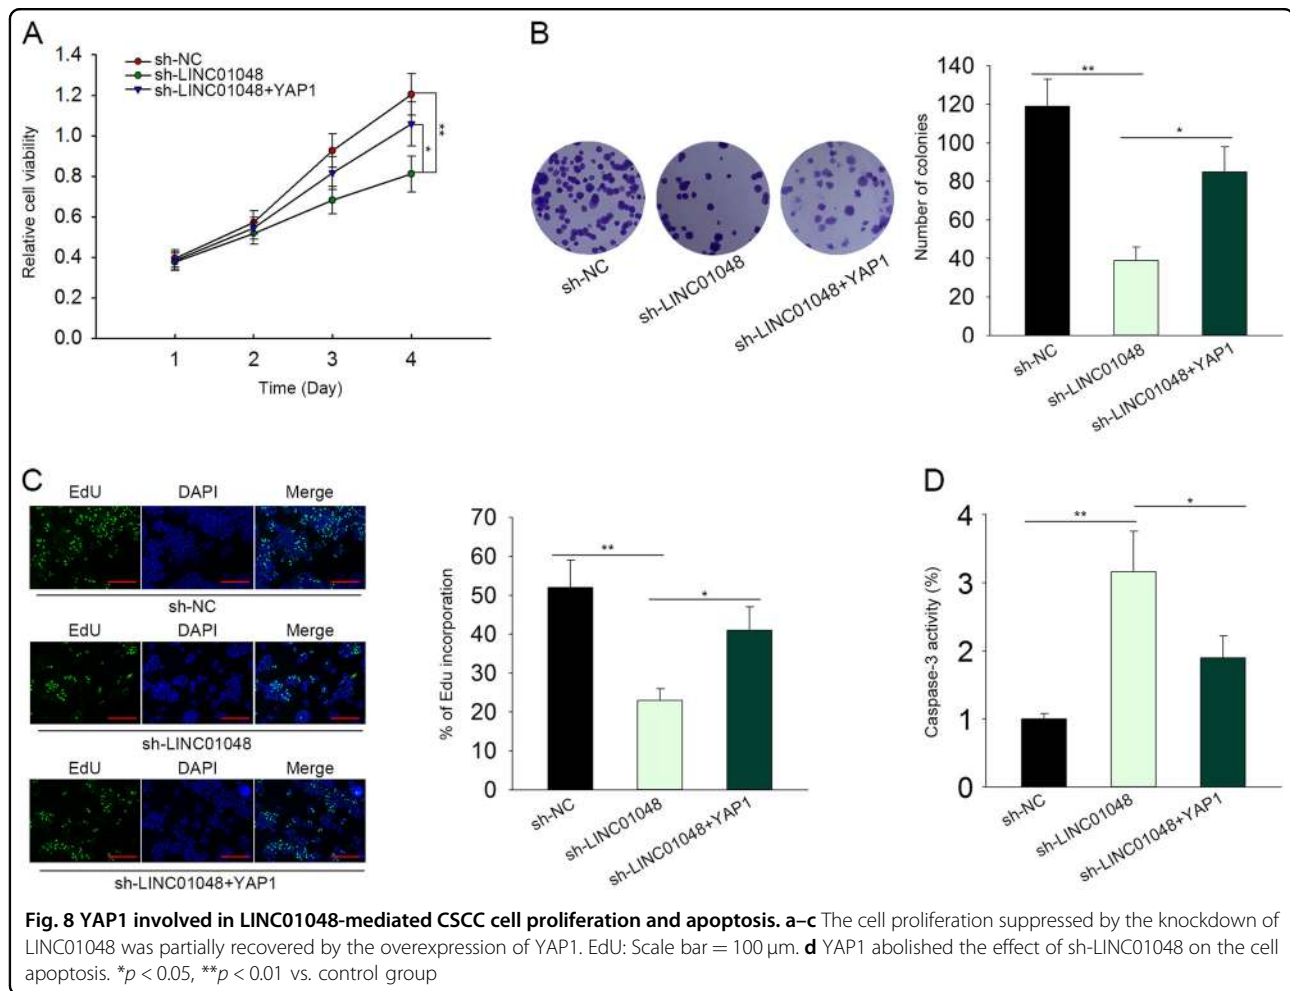 A
1.4
1.2
1.0
0.8
0.6
0.4
0.2
0.0
Relative cell viability
sh-NC
sh-LINC01048
sh-LINC01048+YAP1
*
**
1 2 3 4
Time (Day)
B
sh-NC
sh-LINC01048
sh-LINC01048+YAP1
140
120
100
80
60
40
20
0
Number of colonies
**
*
sh-NC
sh-LINC01048
sh-LINC01048+YAP1
C
EdU DAPI Merge
sh-NC
EdU DAPI Merge
sh-LINC01048
EdU DAPI Merge
sh-LINC01048+YAP1
70
60
50
40
30
20
10
0
% of Edu incorporation
**
*
sh-NC
sh-LINC01048
sh-LINC01048+YAP1
D
4
3
2
1
0
Caspase-3 activity (%)
**
*
sh-NC
sh-LINC01048
sh-LINC01048+YAP1
Fig. 8 YAP1 involved in LINC01048-mediated CSCC cell proliferation and apoptosis. a–c The cell proliferation suppressed by the knockdown of
LINC01048 was partially recovered by the overexpression of YAP1. EdU: Scale bar = 100 μm. d YAP1 abolished the effect of sh-LINC01048 on the cell
apoptosis. *p < 0.05, **p < 0.01 vs. control group